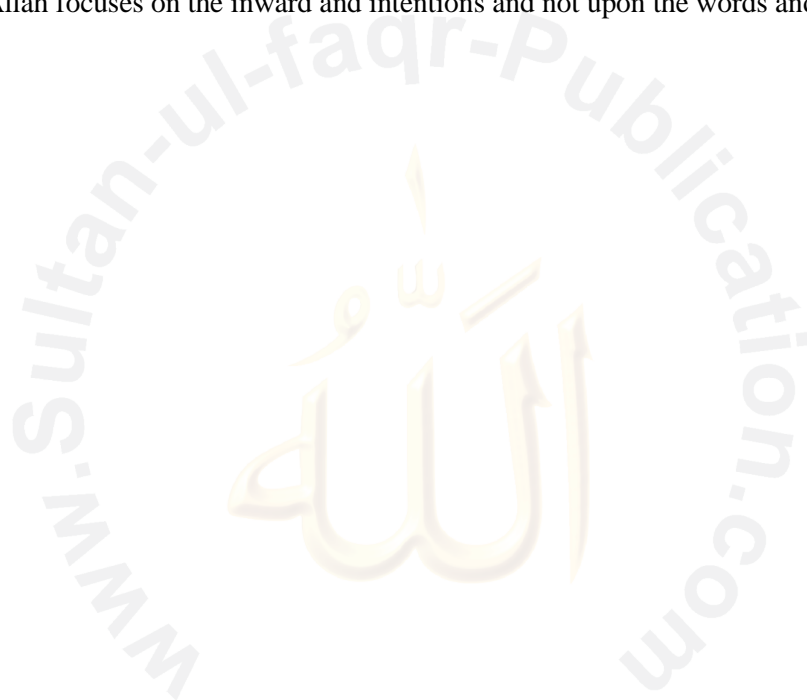 Allah focuses on the inward and intentions and not upon the words and
www.Sultan-ul-faqr-Publication.com
الله